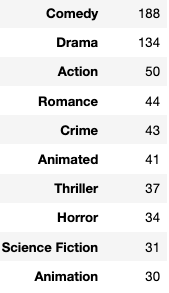 Comedy 188
Drama 134
Action 50
Romance 44
Crime 43
Animated 41
Thriller 37
Horror 34
Science Fiction 31
Animation 30